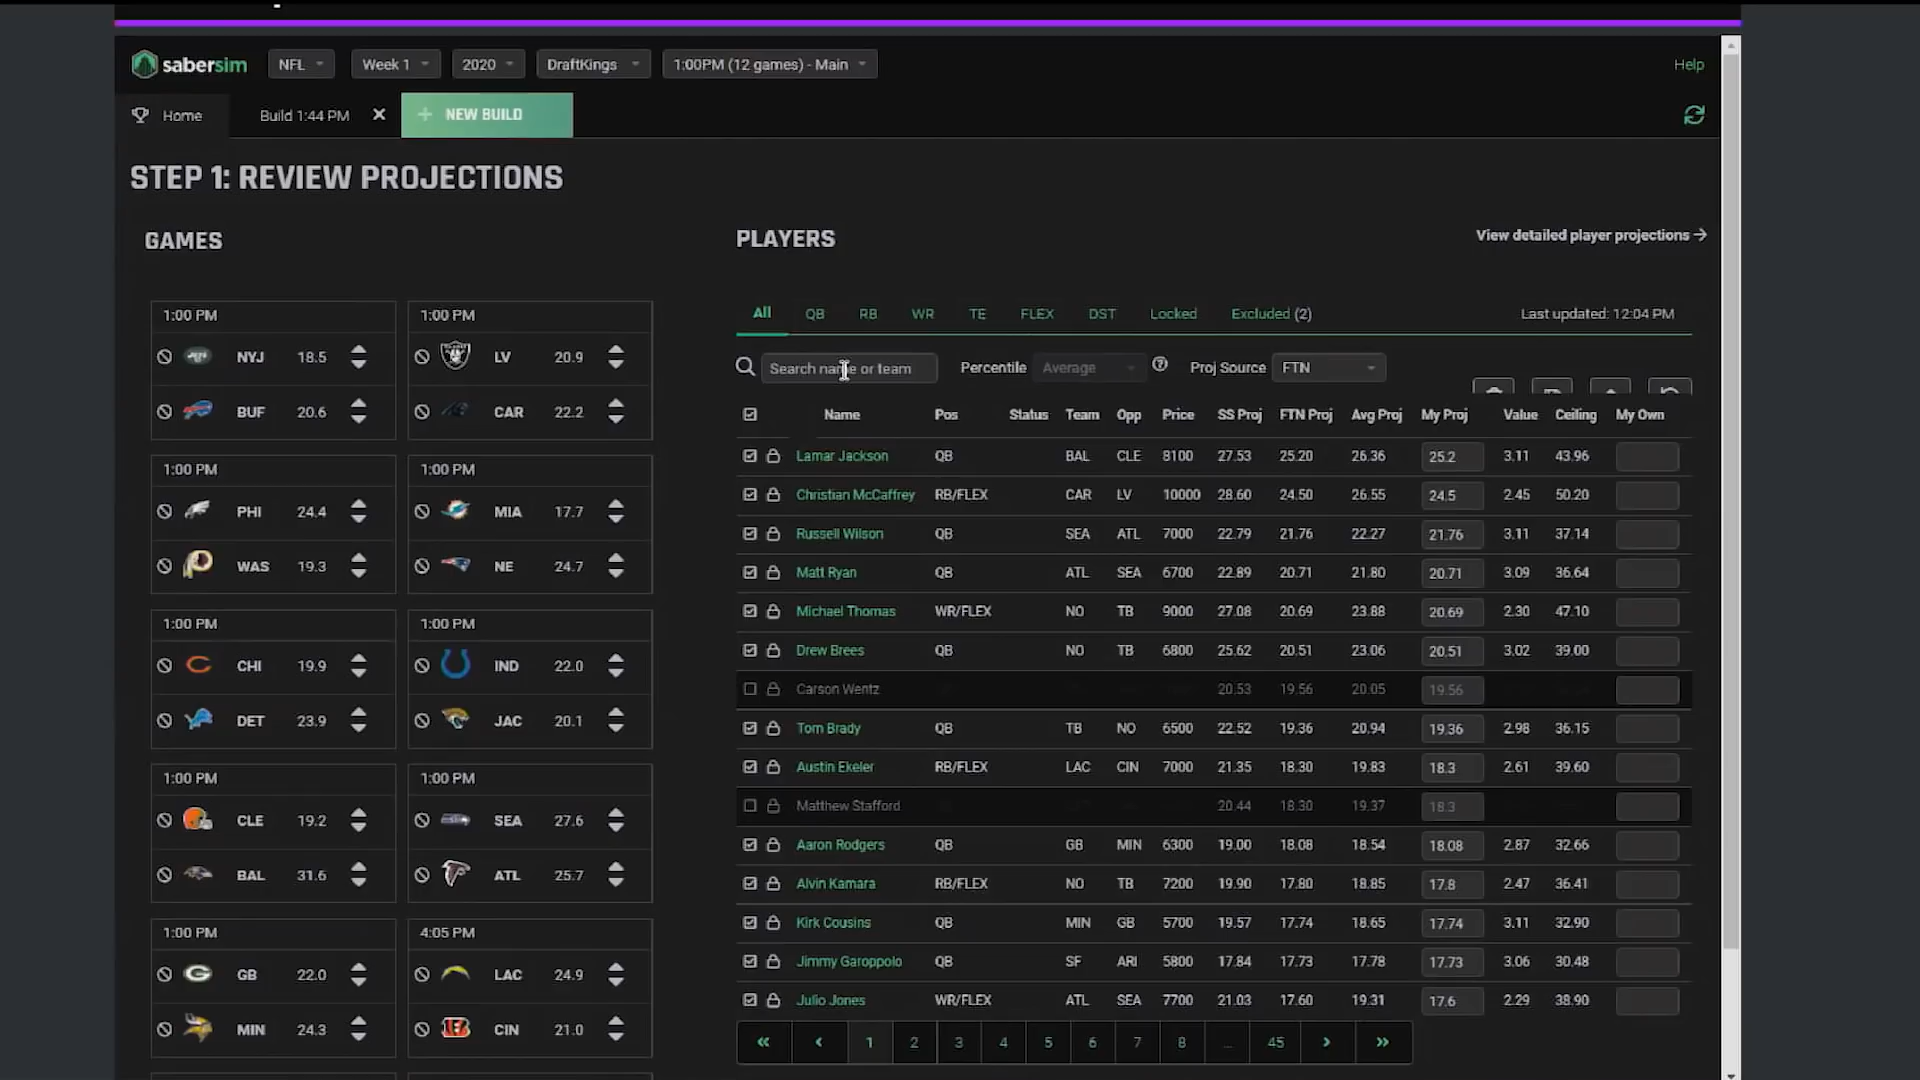 sabersim NFL Week 1 2020 DraftKings 1:00PM (12 games) - Main Help
Home Build 1:44 PM × + NEW BUILD
STEP 1: REVIEW PROJECTIONS
GAMES
1:00 PM 1:00 PM
NYJ 18.5 LV 20.9
BUF 20.6 CAR 22.2
1:00 PM 1:00 PM
PHI 24.4 MIA 17.7
WAS 19.3 NE 24.7
1:00 PM 1:00 PM
CHI 19.9 IND 22.0
DET 23.9 JAC 20.1
1:00 PM 1:00 PM
CLE 19.2 SEA 27.6
BAL 31.6 ATL 25.7
1:00 PM 4:05 PM
GB 22.0 LAC 24.9
MIN 24.3 CIN 21.0
PLAYERS View detailed player projections →
All QB RB WR TE FLEX DST Locked Excluded (2) Last updated: 12:04 PM
Search name or team Percentile Average ? Proj Source FTN
Name Pos Status Team Opp Price SS Proj FTN Proj Avg Proj My Proj Value Ceiling My Own
Lamar Jackson QB BAL CLE 8100 27.53 25.20 26.36 25.2 3.11 43.96
Christian McCaffrey RB/FLEX CAR LV 10000 28.60 24.50 26.55 24.5 2.45 50.20
Russell Wilson QB SEA ATL 7000 22.79 21.76 22.27 21.76 3.11 37.14
Matt Ryan QB ATL SEA 6700 22.89 20.71 21.80 20.71 3.09 36.64
Michael Thomas WR/FLEX NO TB 9000 27.08 20.69 23.88 20.69 2.30 47.10
Drew Brees QB NO TB 6800 25.62 20.51 23.06 20.51 3.02 39.00
Carson Wentz 20.53 19.56 20.05 19.56
Tom Brady QB TB NO 6500 22.52 19.36 20.94 19.36 2.98 36.15
Austin Ekeler RB/FLEX LAC CIN 7000 21.35 18.30 19.83 18.3 2.61 39.60
Matthew Stafford 20.44 18.30 19.37 18.3
Aaron Rodgers QB GB MIN 6300 19.00 18.08 18.54 18.08 2.87 32.66
Alvin Kamara RB/FLEX NO TB 7200 19.90 17.80 18.85 17.8 2.47 36.41
Kirk Cousins QB MIN GB 5700 19.57 17.74 18.65 17.74 3.11 32.90
Jimmy Garoppolo QB SF ARI 5800 17.84 17.73 17.78 17.73 3.06 30.48
Julio Jones WR/FLEX ATL SEA 7700 21.03 17.60 19.31 17.6 2.29 38.90
« ‹ 1 2 3 4 5 6 7 8 ... 45 › »